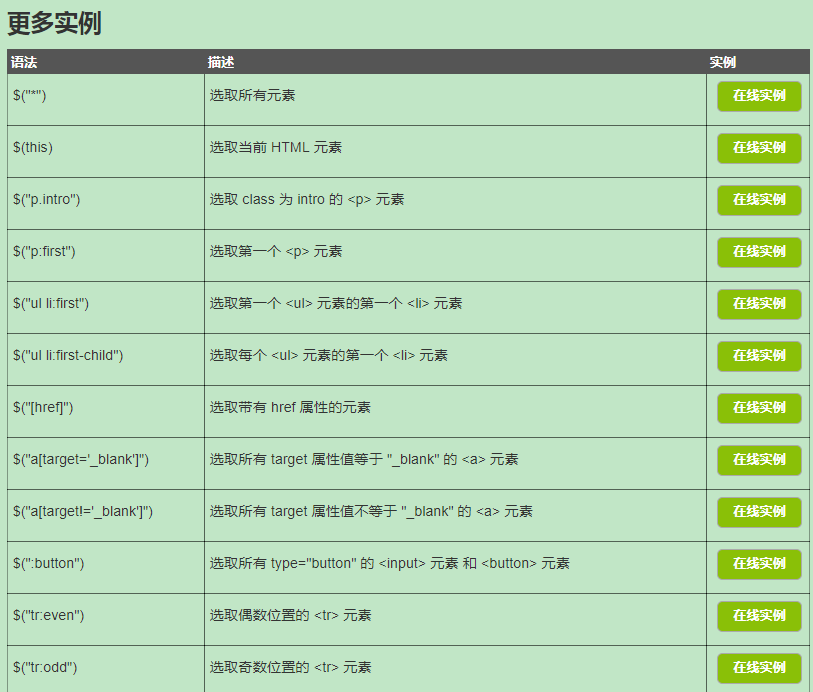 更多实例
语法 描述 实例
$("*") 选取所有元素 在线实例
$(this) 选取当前 HTML 元素 在线实例
$("p.intro") 选取 class 为 intro 的 <p> 元素 在线实例
$("p:first") 选取第一个 <p> 元素 在线实例
$("ul li:first") 选取第一个 <ul> 元素的第一个 <li> 元素 在线实例
$("ul li:first-child") 选取每个 <ul> 元素的第一个 <li> 元素 在线实例
$("[href]") 选取带有 href 属性的元素 在线实例
$("a[target='_blank']") 选取所有 target 属性值等于 "_blank" 的 <a> 元素 在线实例
$("a[target!='_blank']") 选取所有 target 属性值不等于 "_blank" 的 <a> 元素 在线实例
$(":button") 选取所有 type="button" 的 <input> 元素 和 <button> 元素 在线实例
$("tr:even") 选取偶数位置的 <tr> 元素 在线实例
$("tr:odd") 选取奇数位置的 <tr> 元素 在线实例